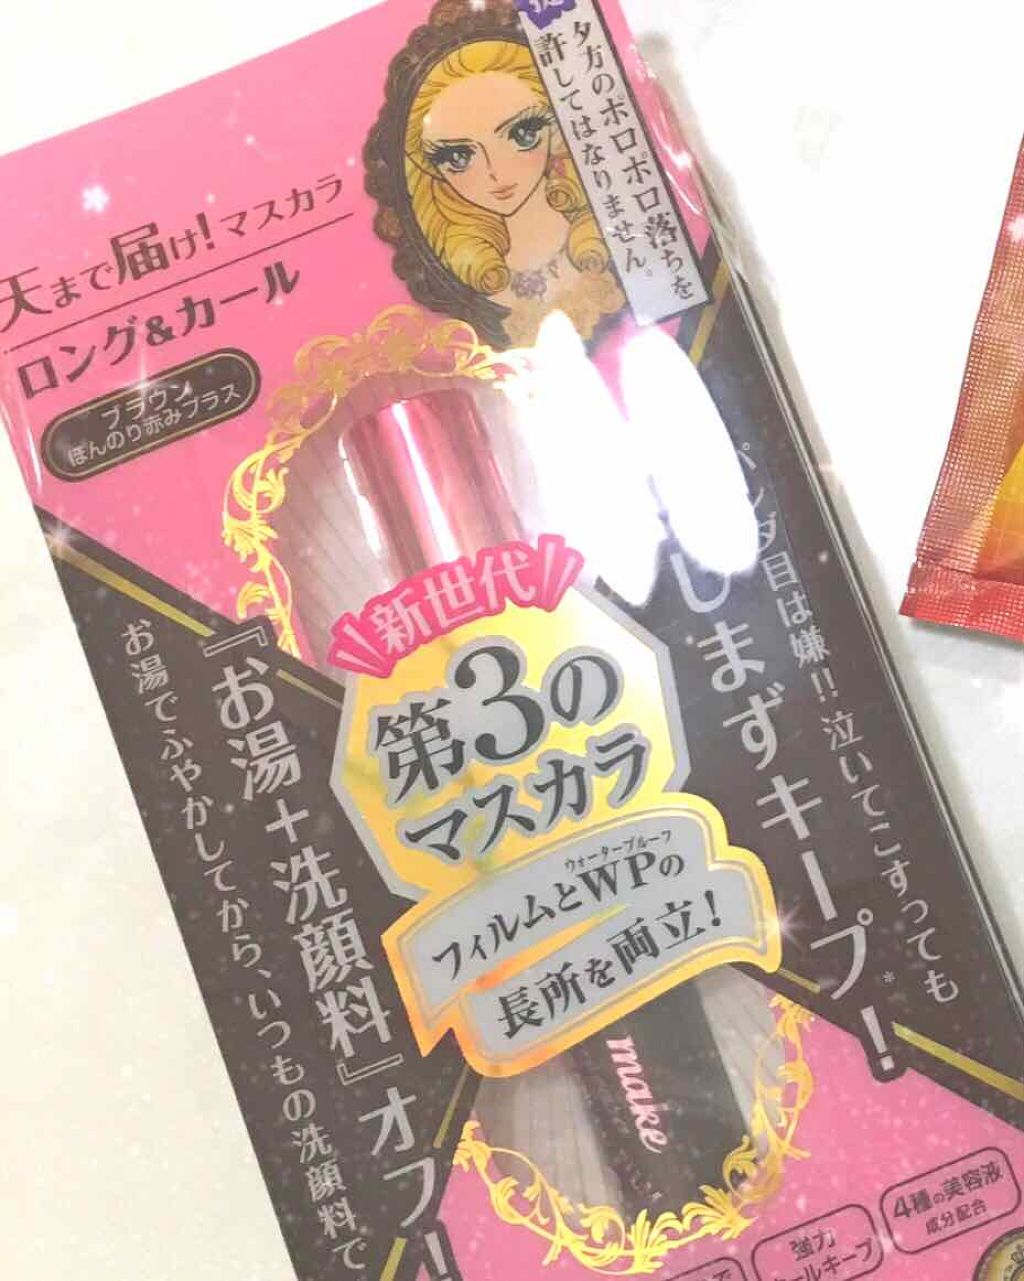 夕方のポロポロ落ちを
許してはなりません。
天まで届け!マスカラ
ロング&カール
ブラウン
ほんのり赤みプラス
新世代
第3の
マスカラ
ウォータープルーフ
フィルムとWPの
長所を両立!
パンダ目は嫌!!泣いてこすっても
しまずキープ!
*
『お湯+洗顔料』オフ!
お湯でふやかしてから、いつもの洗顔料で
make
強力
カールキープ
4種の美容液
成分配合